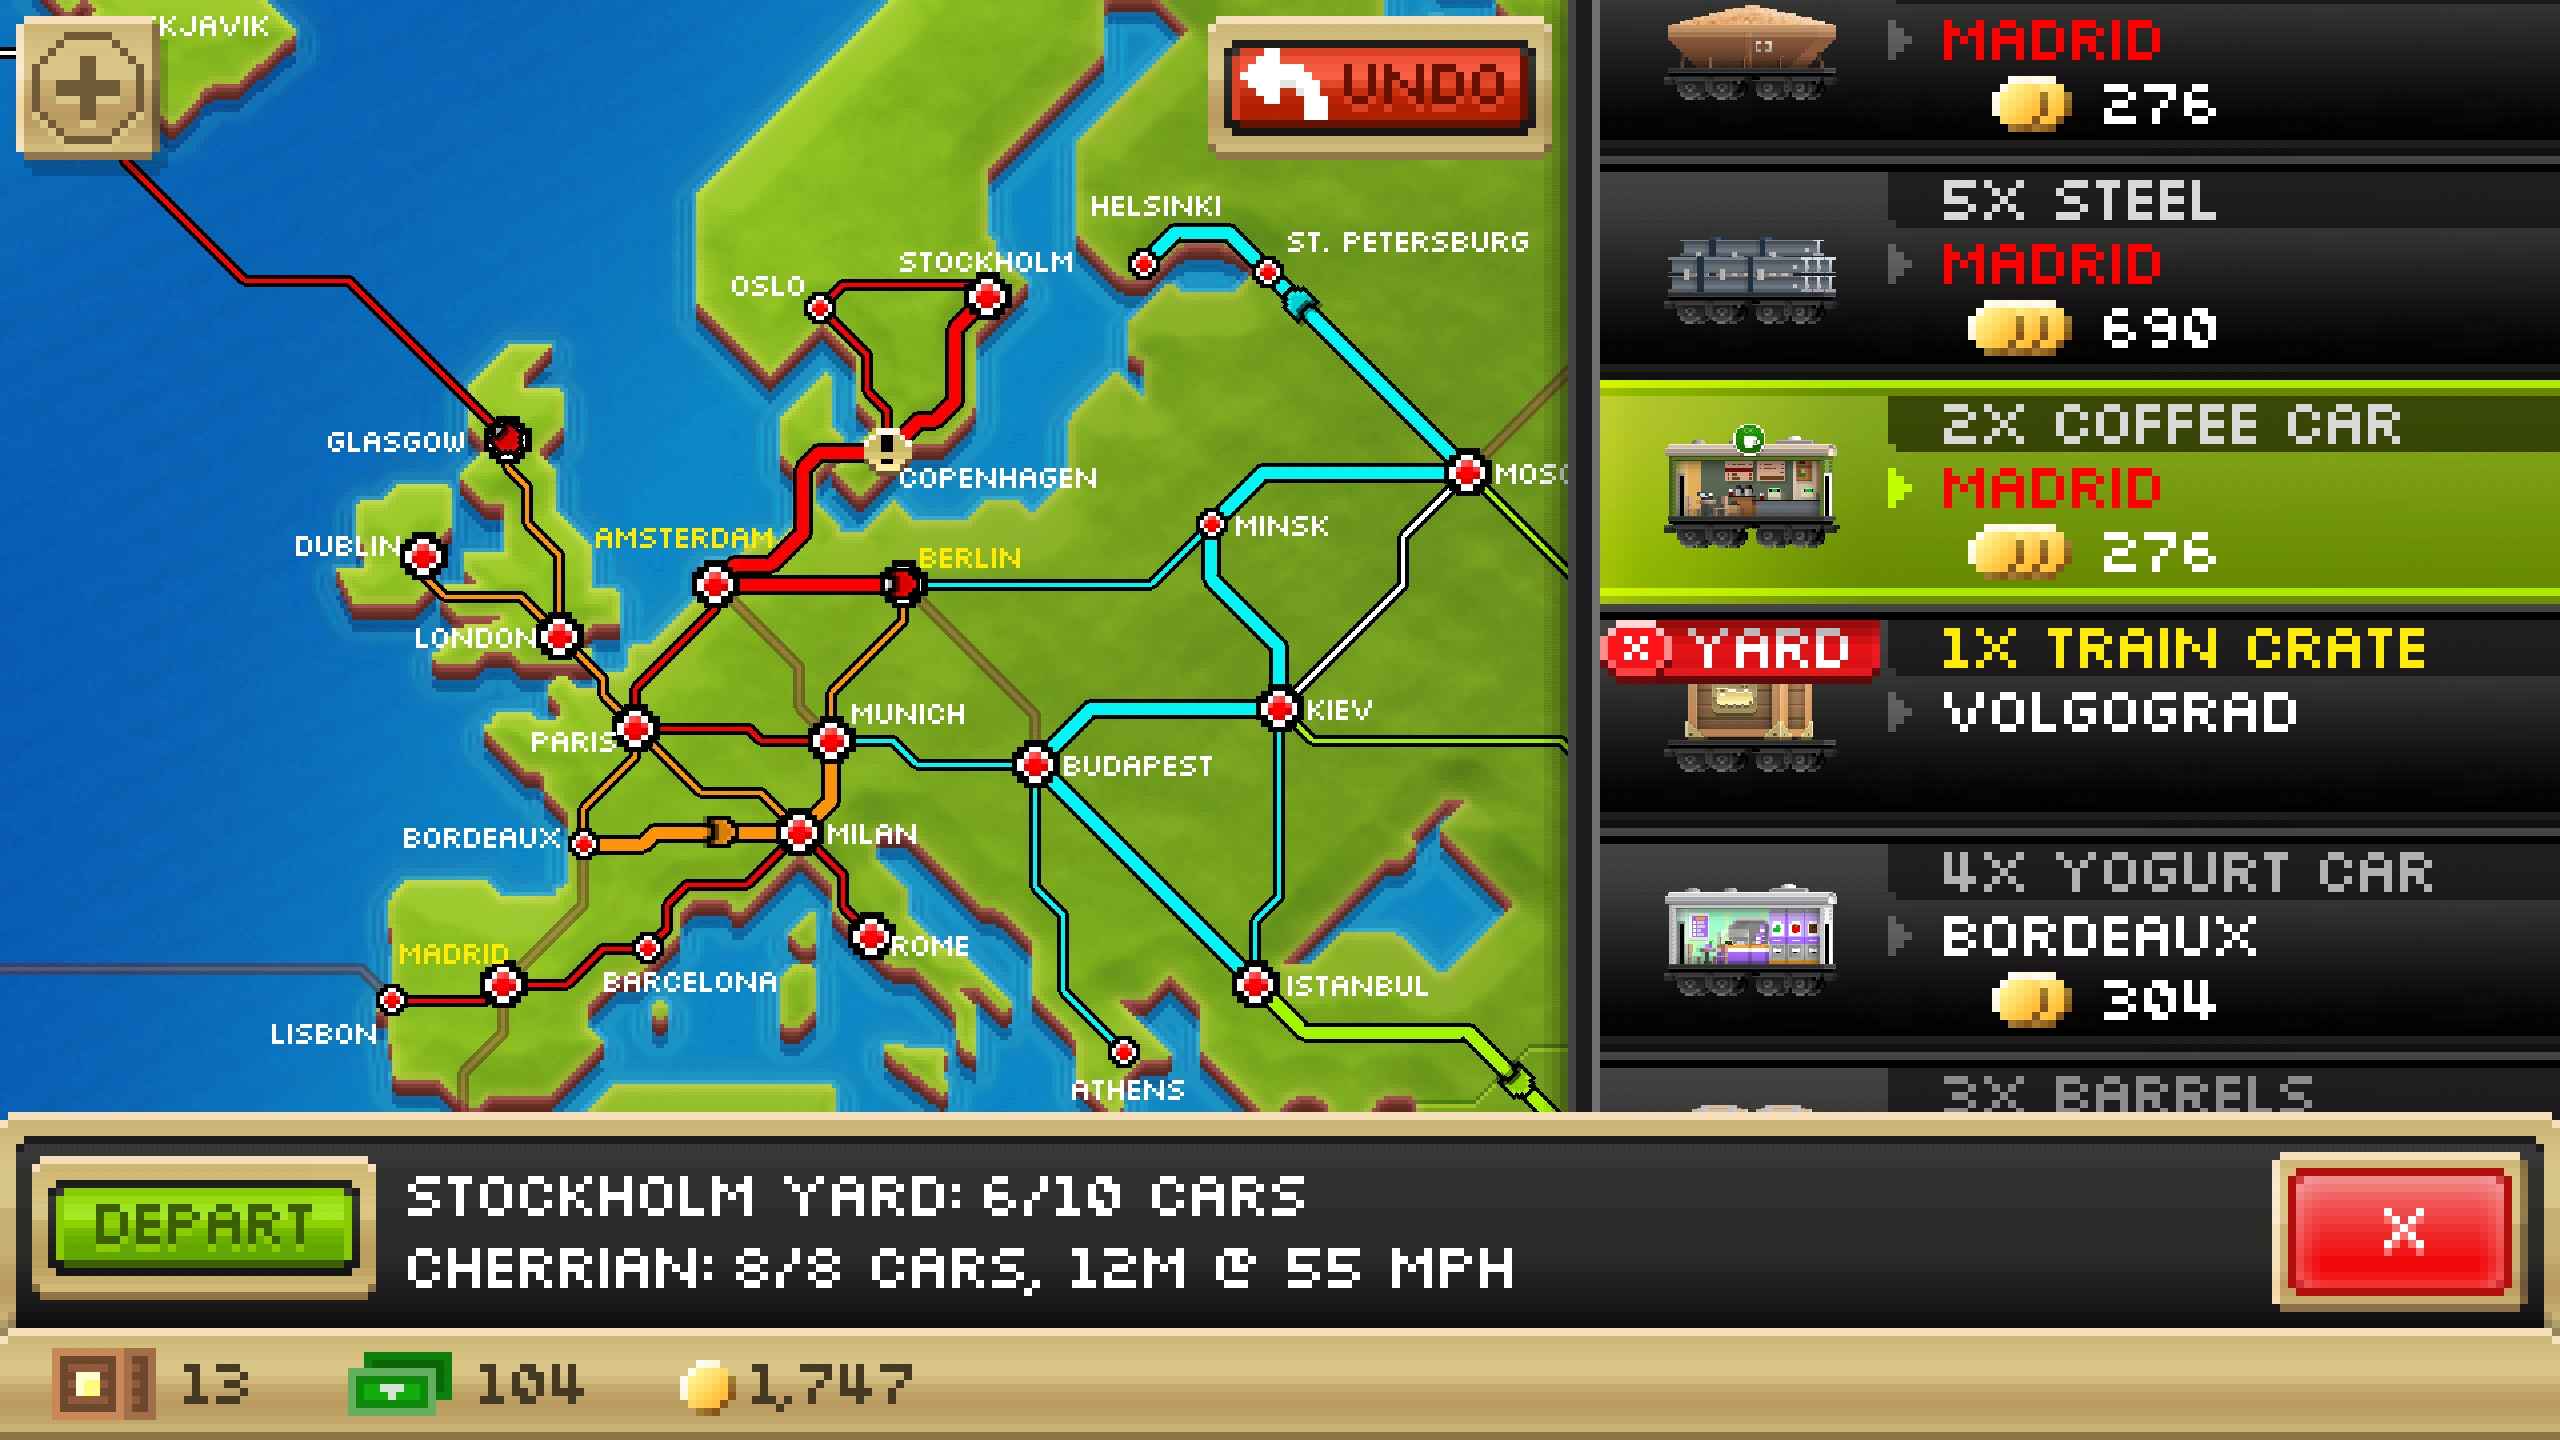 KJAVIK
UNDO
HELSINKI
ST. PETERSBURG
STOCKHOLM
OSLO
GLASGOW
COPENHAGEN
MOSC
MINSK
DUBLIN
AMSTERDAM
BERLIN
LONDON
MUNICH
KIEV
PARIS
BUDAPEST
BORDEAUX
MILAN
MADRID
ROME
BARCELONA
ISTANBUL
LISBON
ATHENS
MADRID
276
5X STEEL
MADRID
690
2X COFFEE CAR
MADRID
276
X YARD
1X TRAIN CRATE
VOLGOGRAD
4X YOGURT CAR
BORDEAUX
304
3X BARRELS
DEPART
STOCKHOLM YARD: 6/10 CARS
CHERRIAN: 8/8 CARS, 12M @ 55 MPH
X
13
104
1,747